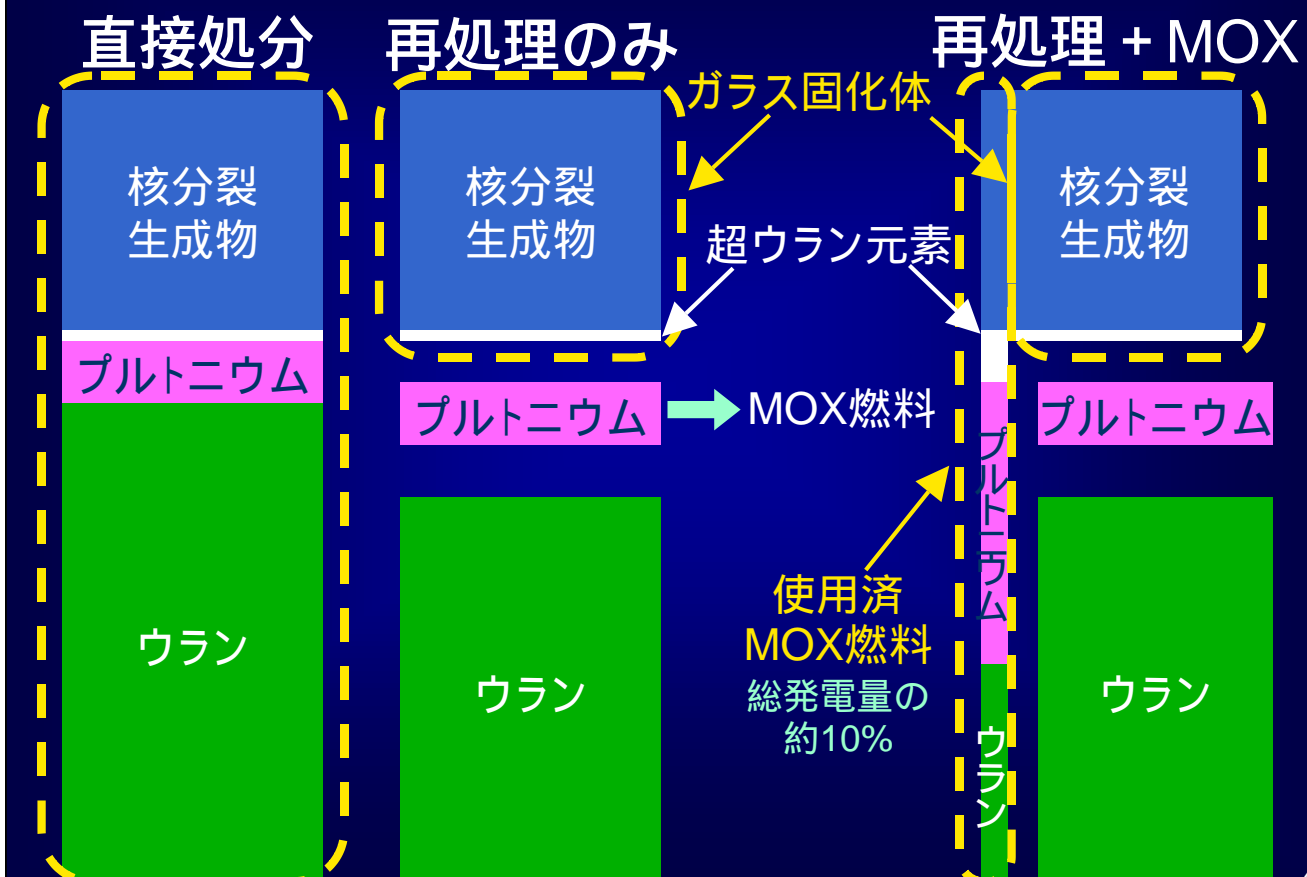 直接処分
再処理のみ
再処理 + MOX
ガラス固化体
核分裂
生成物
核分裂
生成物
核分裂
生成物
超ウラン元素
プルトニウム
プルトニウム
MOX燃料
プルトニウム
プルトニウム
使用済
MOX燃料
総発電量の
約10%
ウラン
ウラン
ウラン
ウラン